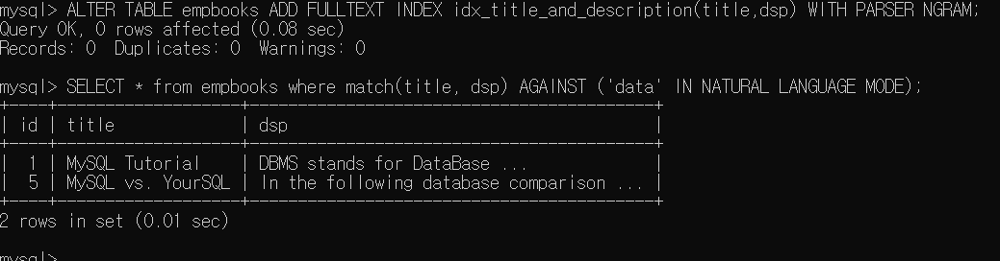 mysql> ALTER TABLE empbooks ADD FULLTEXT INDEX idx_title_and_description(title,dsp) WITH PARSER NGRAM;
Query OK, 0 rows affected (0.08 sec)
Records: 0  Duplicates: 0  Warnings: 0
mysql> SELECT * from empbooks where match(title, dsp) AGAINST ('data' IN NATURAL LANGUAGE MODE);
+----+-------------------+------------------------------------------+
| id | title             | dsp                                      |
+----+-------------------+------------------------------------------+
|  1 | MySQL Tutorial    | DBMS stands for DataBase ...             |
|  5 | MySQL vs. YourSQL | In the following database comparison ... |
+----+-------------------+------------------------------------------+
2 rows in set (0.01 sec)
mysql>